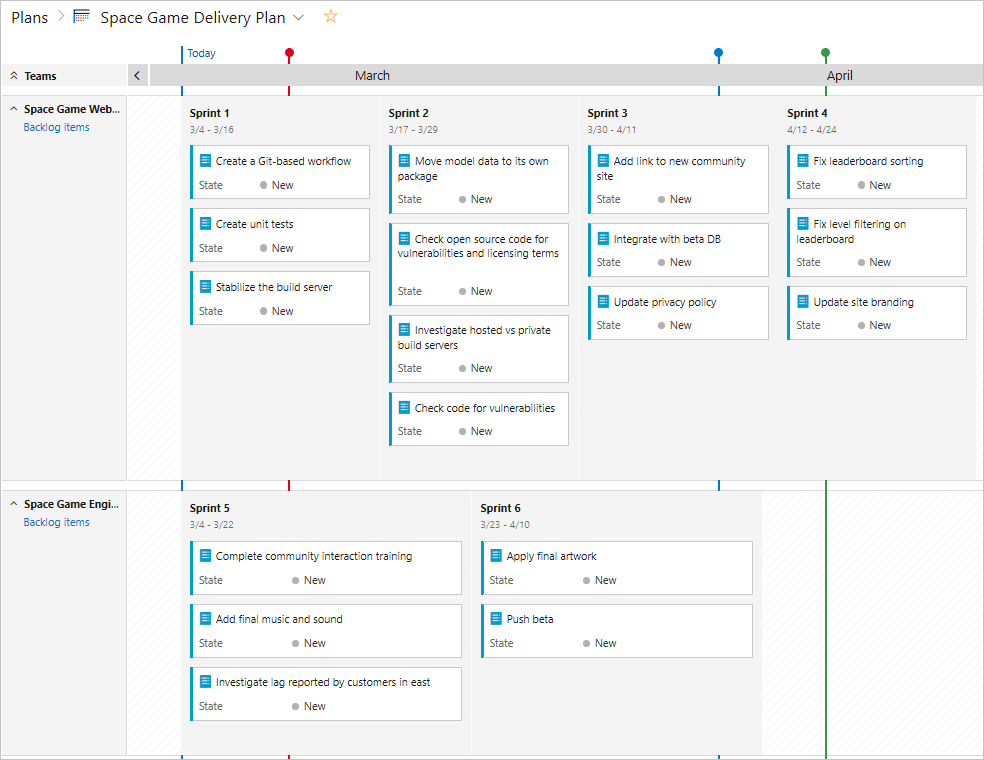 Plans
Space Game Delivery Plan
Today
Teams
March
April
Space Game Web...
Backlog items
Sprint 1
3/4 - 3/16
Create a Git-based workflow
State
New
Create unit tests
State
New
Stabilize the build server
State
New
Sprint 2
3/17 - 3/29
Move model data to its own
package
State
New
Check open source code for
vulnerabilities and licensing terms
State
New
Investigate hosted vs private
build servers
State
New
Check code for vulnerabilities
State
New
Sprint 3
3/30 - 4/11
Add link to new community
site
State
New
Integrate with beta DB
State
New
Update privacy policy
State
New
Sprint 4
4/12 - 4/24
Fix leaderboard sorting
State
New
Fix level filtering on
leaderboard
State
New
Update site branding
State
New
Space Game Engi...
Backlog items
Sprint 5
3/4 - 3/22
Complete community interaction training
State
New
Add final music and sound
State
New
Investigate lag reported by customers in east
State
New
Sprint 6
3/23 - 4/10
Apply final artwork
State
New
Push beta
State
New